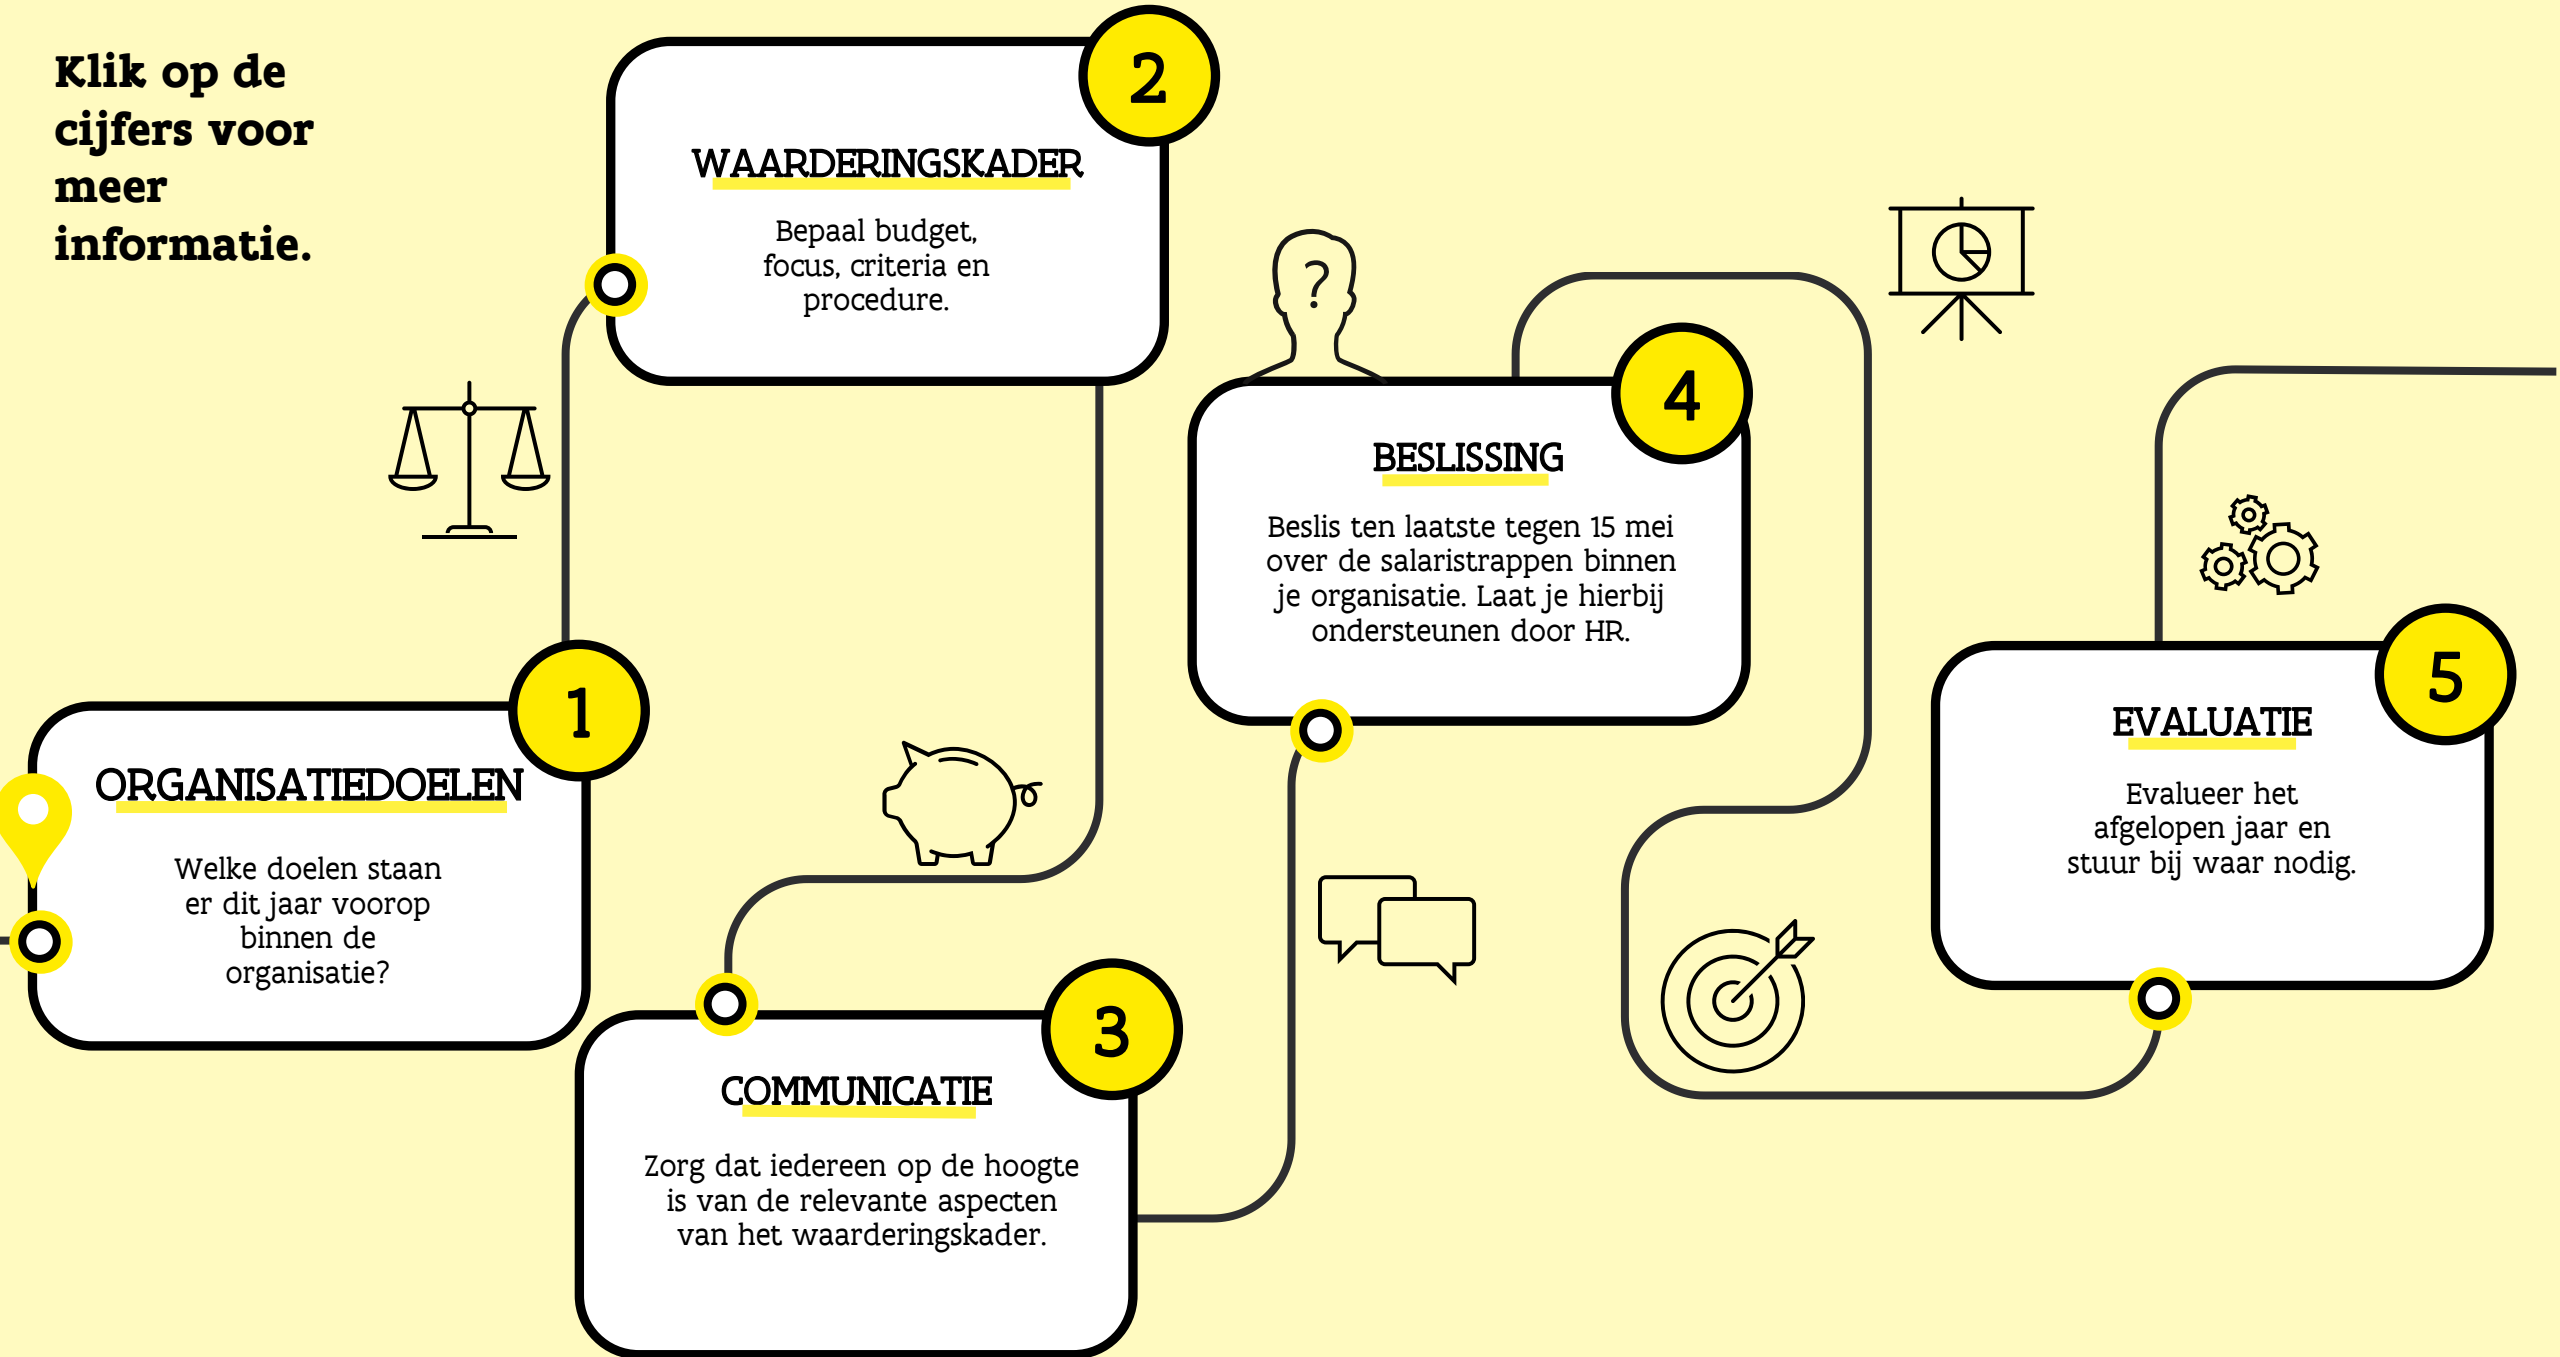 Klik op de
cijfers voor
meer
informatie.
1
ORGANISATIEDOELEN
Welke doelen staan
er dit jaar voorop
binnen de
organisatie?
2
WAARDERINGSKADER
Bepaal budget,
focus, criteria en
procedure.
3
COMMUNICATIE
Zorg dat iedereen op de hoogte
is van de relevante aspecten
van het waarderingskader.
?
4
BESLISSING
Beslis ten laatste tegen 15 mei
over de salaristrappen binnen
je organisatie. Laat je hierbij
ondersteunen door HR.
5
EVALUATIE
Evalueer het
afgelopen jaar en
stuur bij waar nodig.